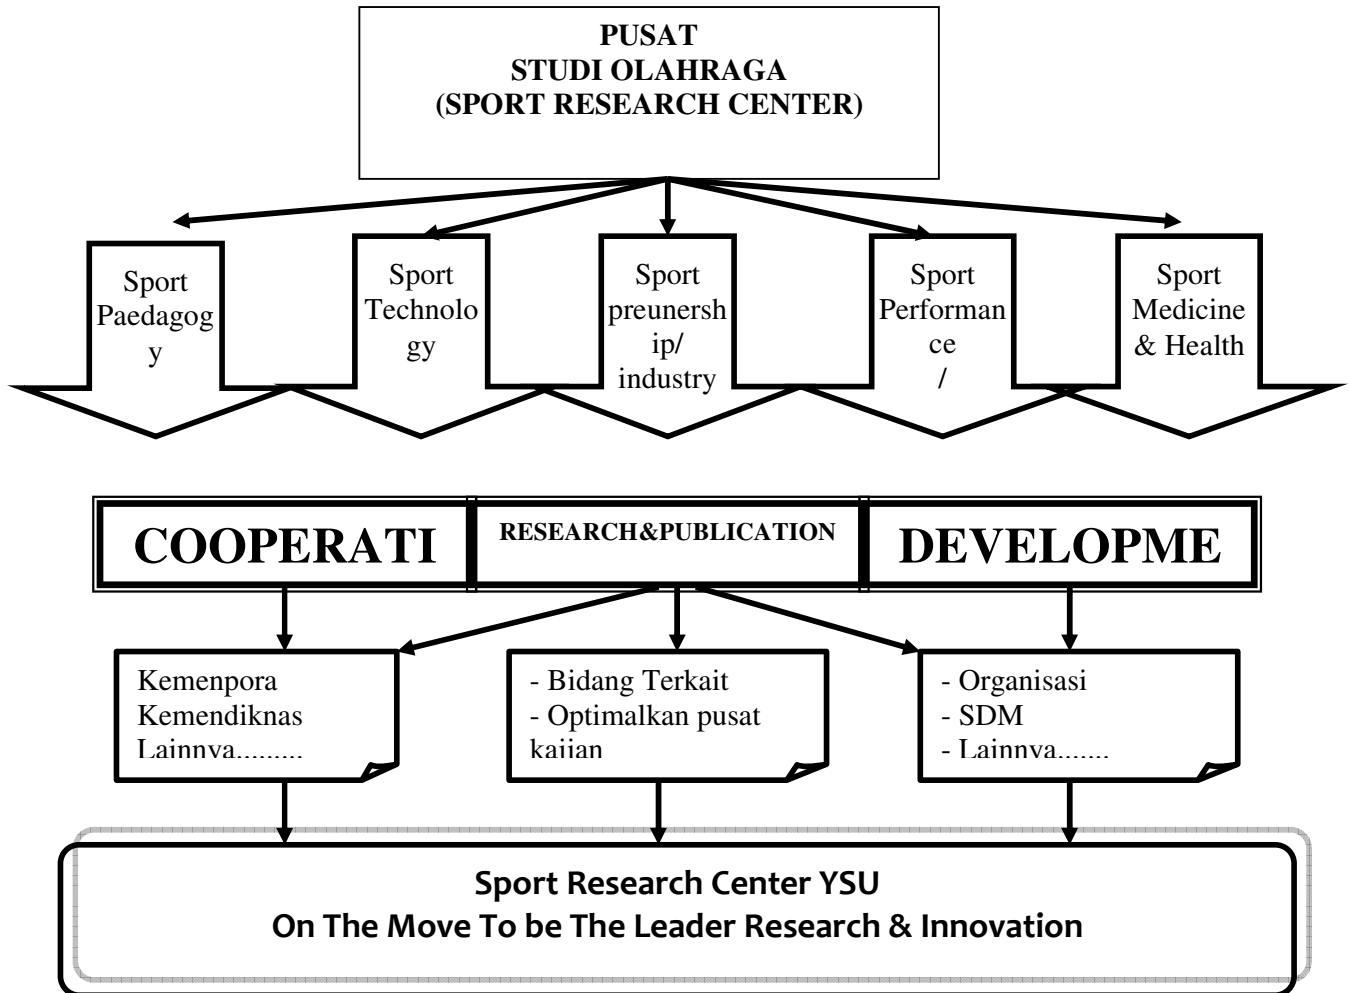 PUSAT
STUDI OLAHRAGA
(SPORT RESEARCH CENTER)
Sport
Paedagog
y
Sport
Technolo
gy
Sport
preunersh
ip/
industry
Sport
Performan
ce
/
Sport
Medicine
& Health
COOPERATI
RESEARCH&PUBLICATION
DEVELOPME
Kemenpora
Kemendiknas
Lainnya.........
- Bidang Terkait
- Optimalkan pusat
kajian
- Organisasi
- SDM
- Lainnya.......
Sport Research Center YSU
On The Move To be The Leader Research & Innovation